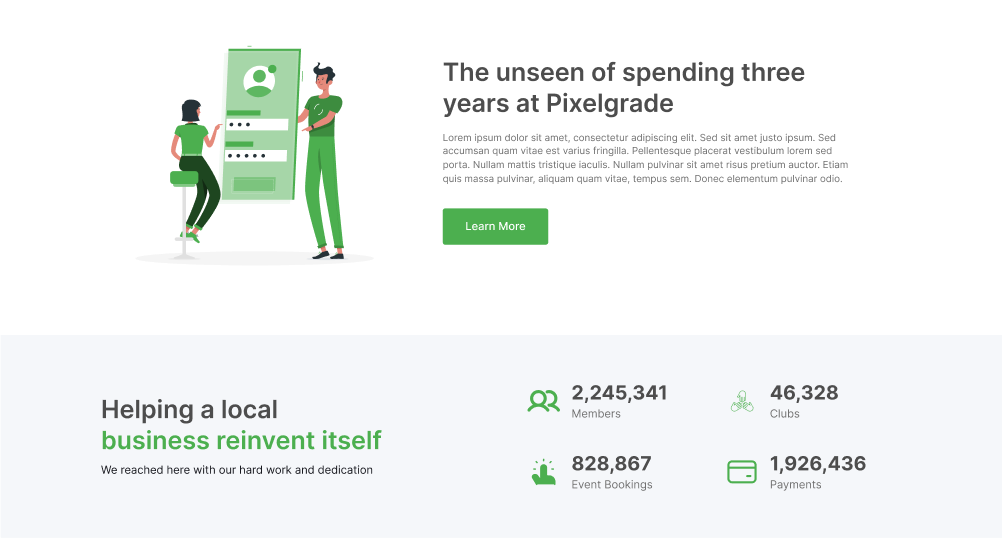 The unseen of spending three
years at Pixelgrade
Lorem ipsum dolor sit amet, consectetur adipiscing elit. Sed sit amet justo ipsum. Sed
accumsan quam vitae est varius fringilla. Pellentesque placerat vestibulum lorem sed
porta. Nullam mattis tristique iaculis. Nullam pulvinar sit amet risus pretium auctor. Etiam
quis massa pulvinar, aliquam quam vitae, tempus sem. Donec elementum pulvinar odio.
Learn More
Helping a local
business reinvent itself
We reached here with our hard work and dedication
2,245,341
Members
46,328
Clubs
828,867
Event Bookings
1,926,436
Payments